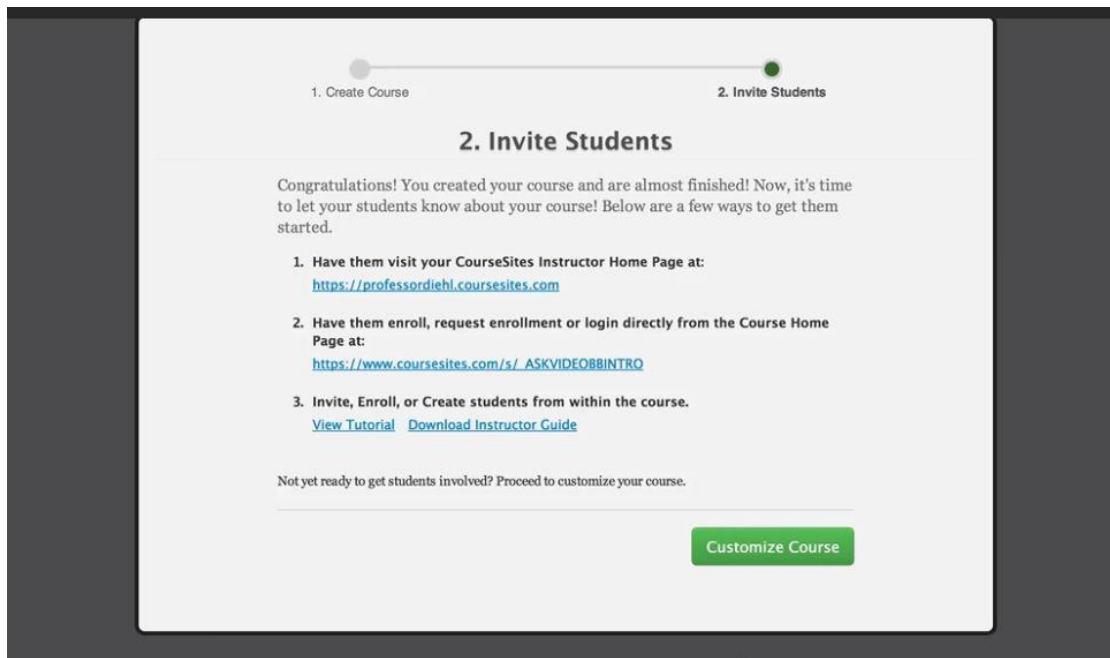 1. Create Course
2. Invite Students
2. Invite Students
Congratulations! You created your course and are almost finished! Now, it's time
to let your students know about your course! Below are a few ways to get them
started.
1. Have them visit your CourseSites Instructor Home Page at:
https://professordiehl.coursesites.com
2. Have them enroll, request enrollment or login directly from the Course Home
Page at:
https://www.coursesites.com/s/_ASKVIDEOBBINTRO
3. Invite, Enroll, or Create students from within the course.
View Tutorial Download Instructor Guide
Not yet ready to get students involved? Proceed to customize your course.
Customize Course